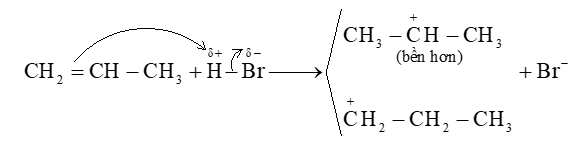 CH₃ − C⁺H − CH₃
(bền hơn)
CH₂ = CH − CH₃ + H^δ+ − Br^δ− ⟶ + Br⁻
C⁺H₂ − CH₂ − CH₃